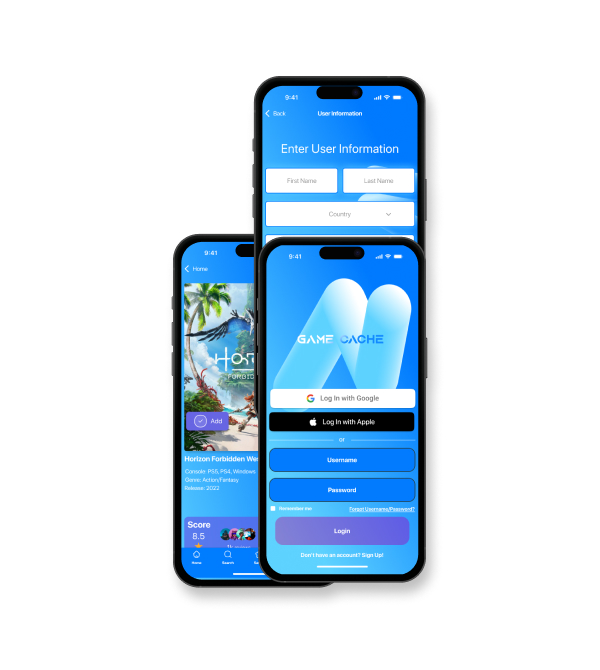 9:41
Back
User Information
Enter User Information
First Name
Last Name
Country
9:41
Home
HO
FORBID
Add
Horizon Forbidden Wes
Console: PS5, PS4, Windows
Genre: Action/Fantasy
Release: 2022
Score
8.5
Home
Search
9:41
GAME CACHE
Log In with Google
Log In with Apple
or
Username
Password
Remember me
Forgot Username/Password?
Login
Don't have an account? Sign Up!